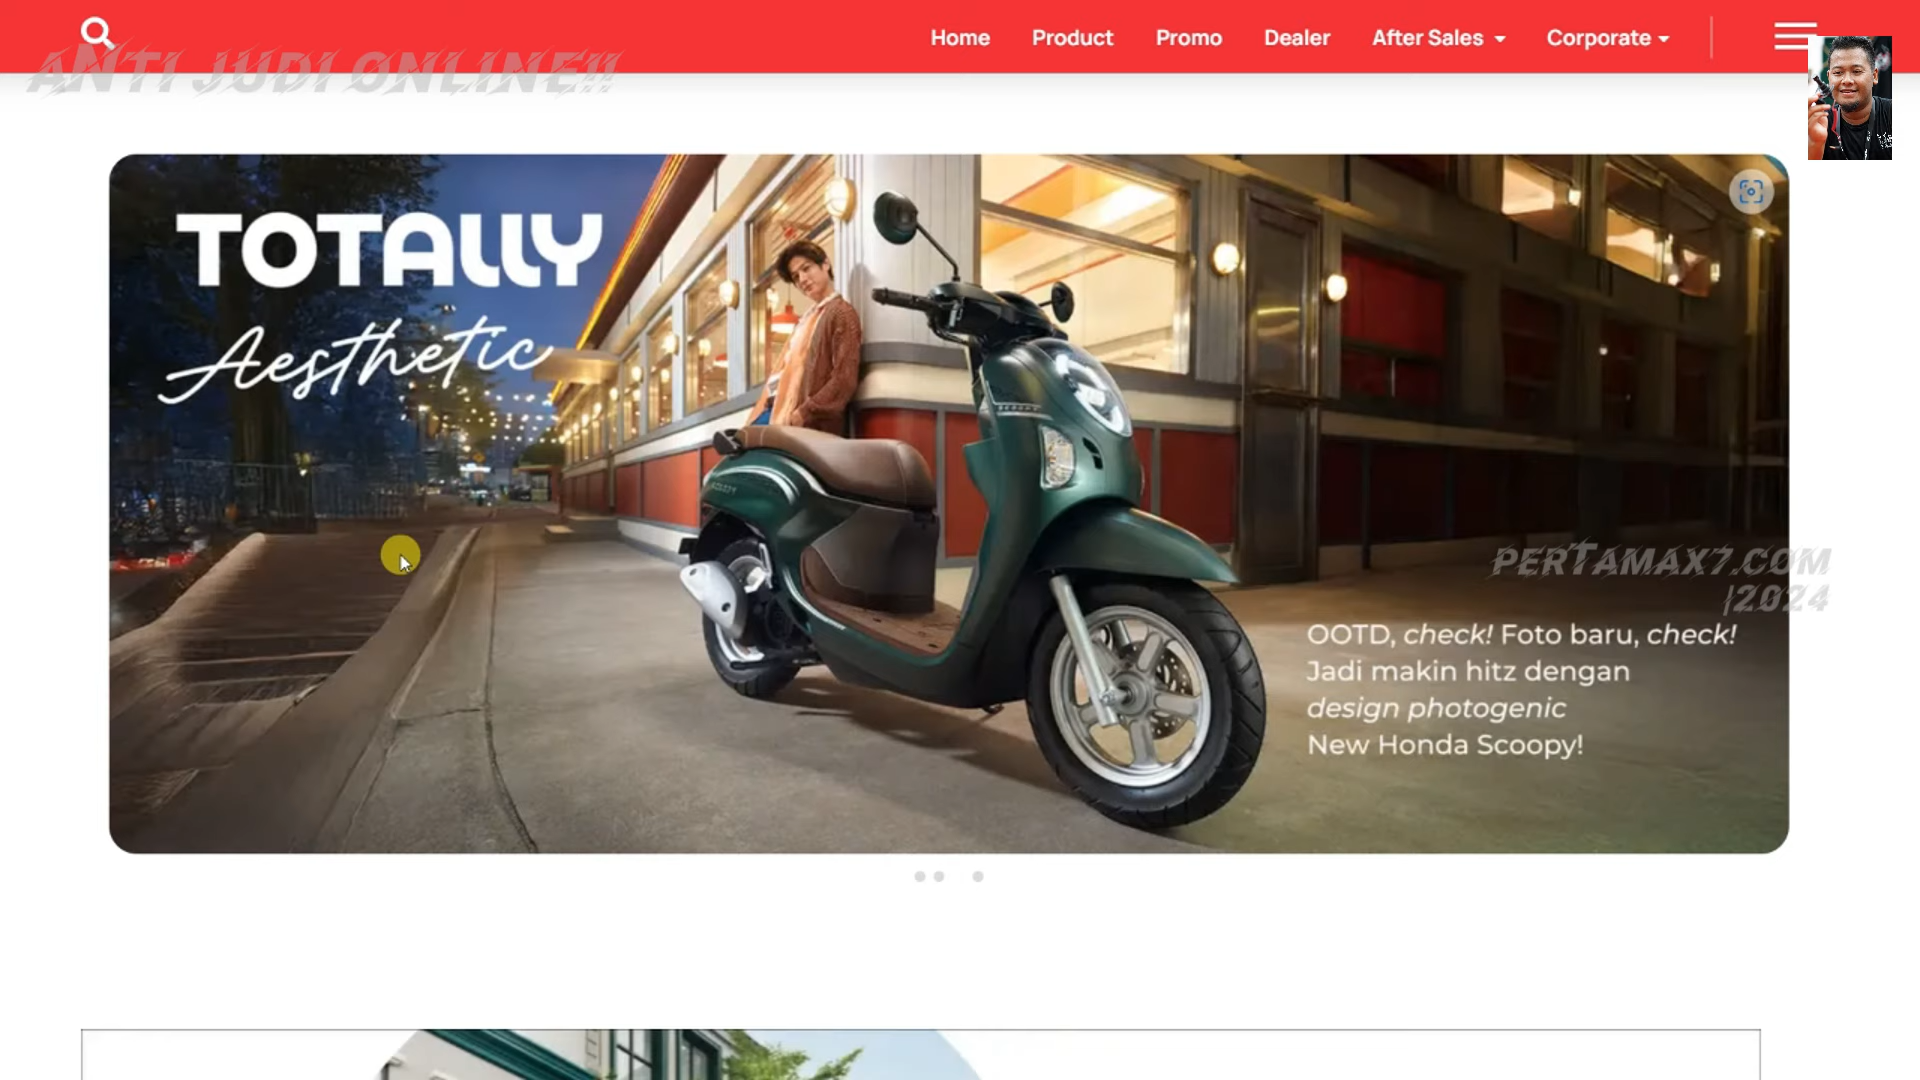 Home Product Promo Dealer After Sales Corporate
ANTI JUDI ONLINE!!
TOTALLY
Aesthetic
PERTAMAX7.COM
|2024
OOTD, check! Foto baru, check!
Jadi makin hitz dengan
design photogenic
New Honda Scoopy!